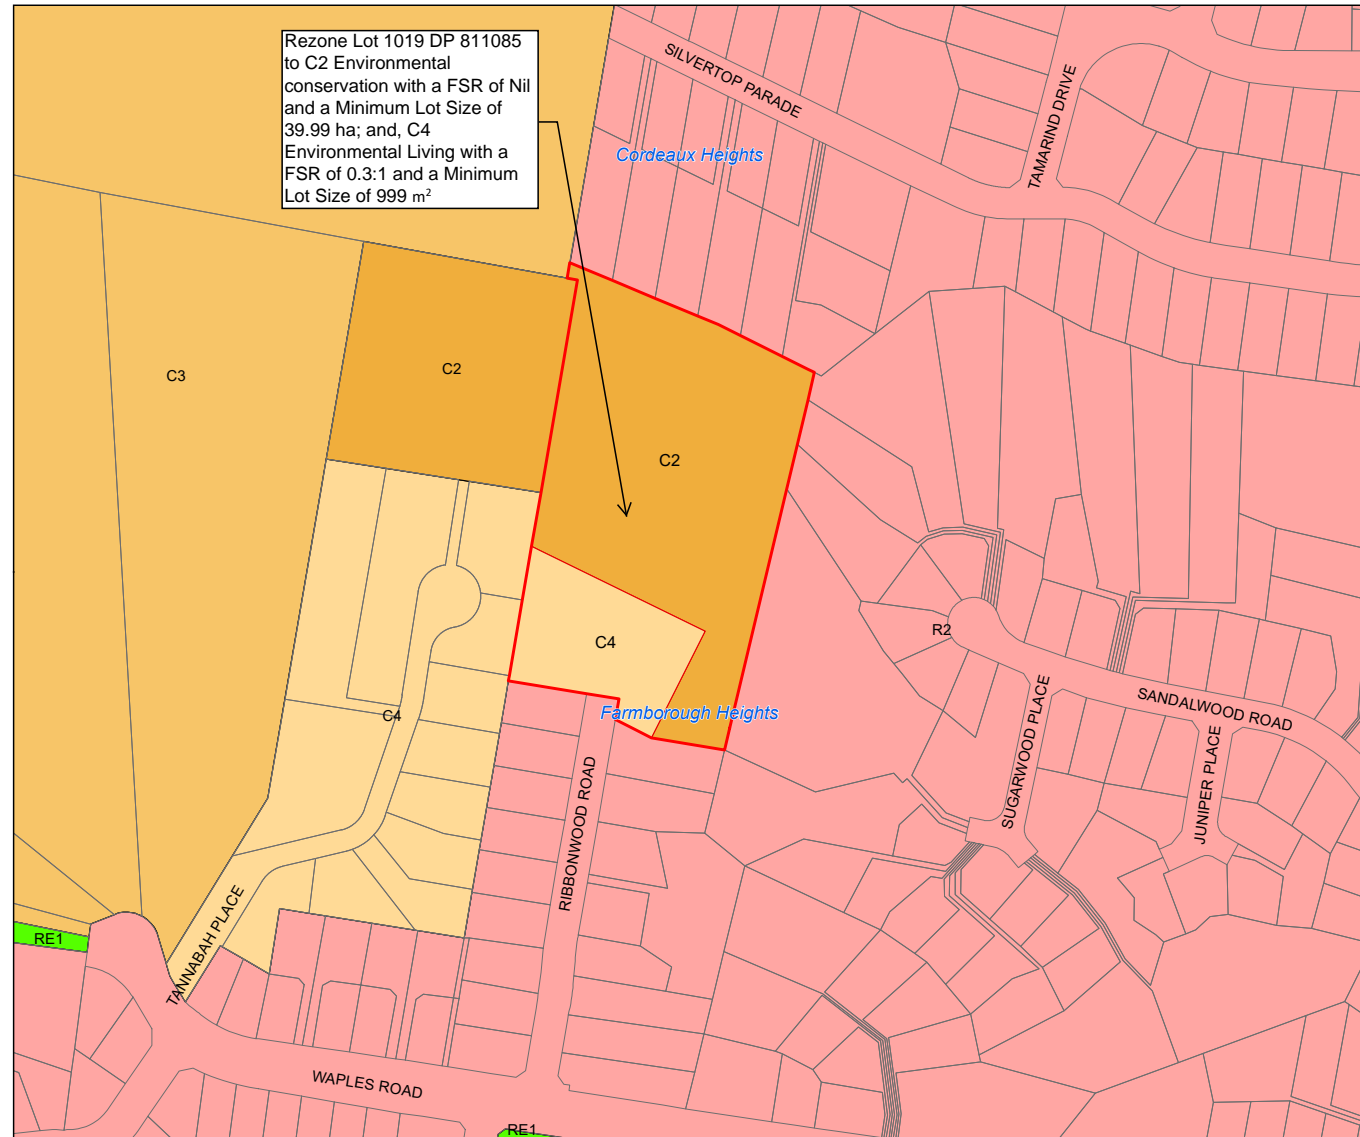 Rezone Lot 1019 DP 811085
to C2 Environmental
conservation with a FSR of Nil
and a Minimum Lot Size of
39.99 ha; and, C4
Environmental Living with a
FSR of 0.3:1 and a Minimum
Lot Size of 999 m²
SILVERTOP PARADE
TAMARIND DRIVE
Cordeaux Heights
C3
C2
C2
C4
R2
C4
Farmborough Heights
SANDALWOOD ROAD
SUGARWOOD PLACE
JUNIPER PLACE
RIBBONWOOD ROAD
TANNABAH PLACE
RE1
WAPLES ROAD
RE1